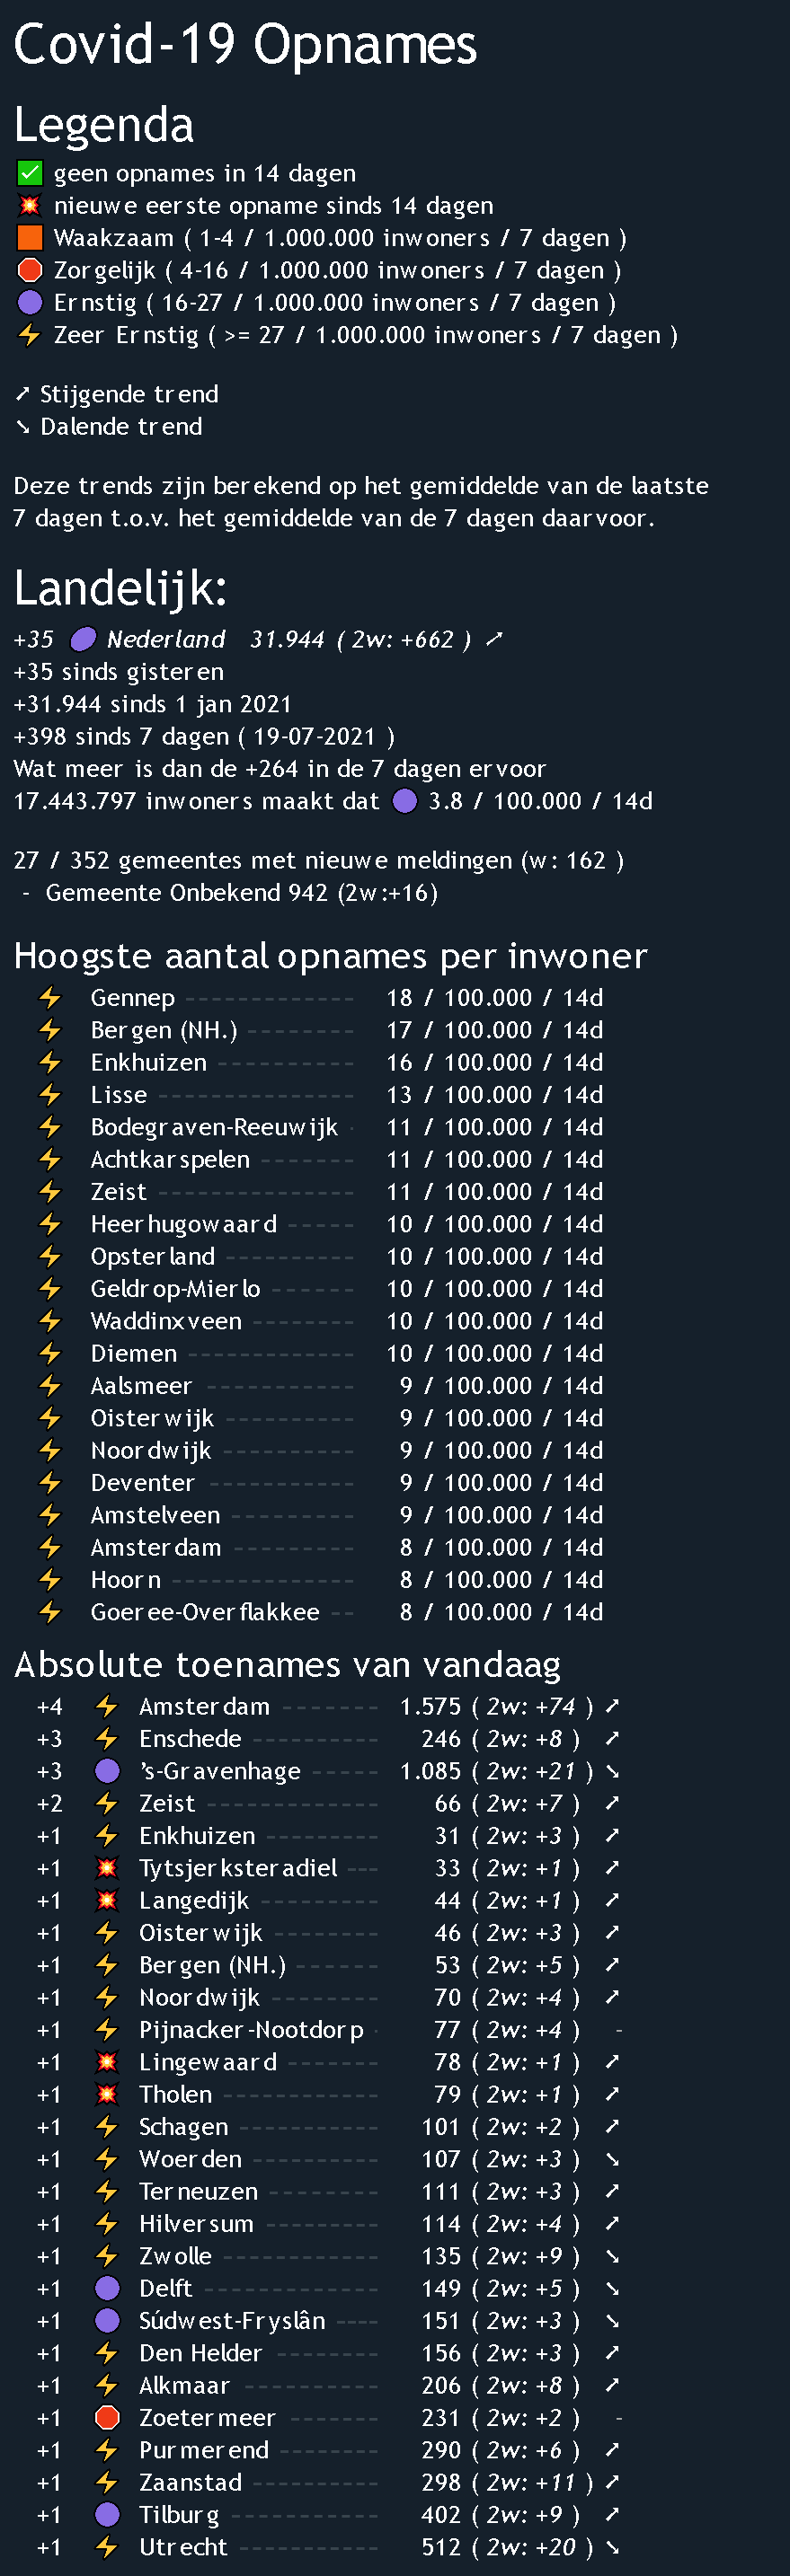 Covid-19 Opnames
Legenda
geen opnames in 14 dagen
nieuwe eerste opname sinds 14 dagen
Waakzaam ( 1-4 / 1.000.000 inwoners / 7 dagen )
Zorgelijk ( 4-16 / 1.000.000 inwoners / 7 dagen )
Ernstig ( 16-27 / 1.000.000 inwoners / 7 dagen )
Zeer Ernstig ( >= 27 / 1.000.000 inwoners / 7 dagen )
➚ Stijgende trend
➘ Dalende trend
Deze trends zijn berekend op het gemiddelde van de laatste
7 dagen t.o.v. het gemiddelde van de 7 dagen daarvoor.
Landelijk:
+35 Nederland 31.944 ( 2w: +662 ) ➚
+35 sinds gisteren
+31.944 sinds 1 jan 2021
+398 sinds 7 dagen ( 19-07-2021 )
Wat meer is dan de +264 in de 7 dagen ervoor
17.443.797 inwoners maakt dat 3.8 / 100.000 / 14d
27 / 352 gemeentes met nieuwe meldingen (w: 162 )
- Gemeente Onbekend 942 (2w:+16)
Hoogste aantal opnames per inwoner
Gennep 18 / 100.000 / 14d
Bergen (NH.) 17 / 100.000 / 14d
Enkhuizen 16 / 100.000 / 14d
Lisse 13 / 100.000 / 14d
Bodegraven-Reeuwijk 11 / 100.000 / 14d
Achtkarspelen 11 / 100.000 / 14d
Zeist 11 / 100.000 / 14d
Heerhugowaard 10 / 100.000 / 14d
Opsterland 10 / 100.000 / 14d
Geldrop-Mierlo 10 / 100.000 / 14d
Waddinxveen 10 / 100.000 / 14d
Diemen 10 / 100.000 / 14d
Aalsmeer 9 / 100.000 / 14d
Oisterwijk 9 / 100.000 / 14d
Noordwijk 9 / 100.000 / 14d
Deventer 9 / 100.000 / 14d
Amstelveen 9 / 100.000 / 14d
Amsterdam 8 / 100.000 / 14d
Hoorn 8 / 100.000 / 14d
Goeree-Overflakkee 8 / 100.000 / 14d
Absolute toenames van vandaag
+4 Amsterdam 1.575 ( 2w: +74 ) ➚
+3 Enschede 246 ( 2w: +8 ) ➚
+3 's-Gravenhage 1.085 ( 2w: +21 ) ➘
+2 Zeist 66 ( 2w: +7 ) ➚
+1 Enkhuizen 31 ( 2w: +3 ) ➚
+1 Tytsjerksteradiel 33 ( 2w: +1 ) ➚
+1 Langedijk 44 ( 2w: +1 ) ➚
+1 Oisterwijk 46 ( 2w: +3 ) ➚
+1 Bergen (NH.) 53 ( 2w: +5 ) ➚
+1 Noordwijk 70 ( 2w: +4 ) ➚
+1 Pijnacker-Nootdorp 77 ( 2w: +4 ) -
+1 Lingewaard 78 ( 2w: +1 ) ➚
+1 Tholen 79 ( 2w: +1 ) ➚
+1 Schagen 101 ( 2w: +2 ) ➚
+1 Woerden 107 ( 2w: +3 ) ➘
+1 Terneuzen 111 ( 2w: +3 ) ➚
+1 Hilversum 114 ( 2w: +4 ) ➚
+1 Zwolle 135 ( 2w: +9 ) ➘
+1 Delft 149 ( 2w: +5 ) ➘
+1 Súdwest-Fryslân 151 ( 2w: +3 ) ➘
+1 Den Helder 156 ( 2w: +3 ) ➚
+1 Alkmaar 206 ( 2w: +8 ) ➚
+1 Zoetermeer 231 ( 2w: +2 ) -
+1 Purmerend 290 ( 2w: +6 ) ➚
+1 Zaanstad 298 ( 2w: +11 ) ➚
+1 Tilburg 402 ( 2w: +9 ) ➚
+1 Utrecht 512 ( 2w: +20 ) ➘